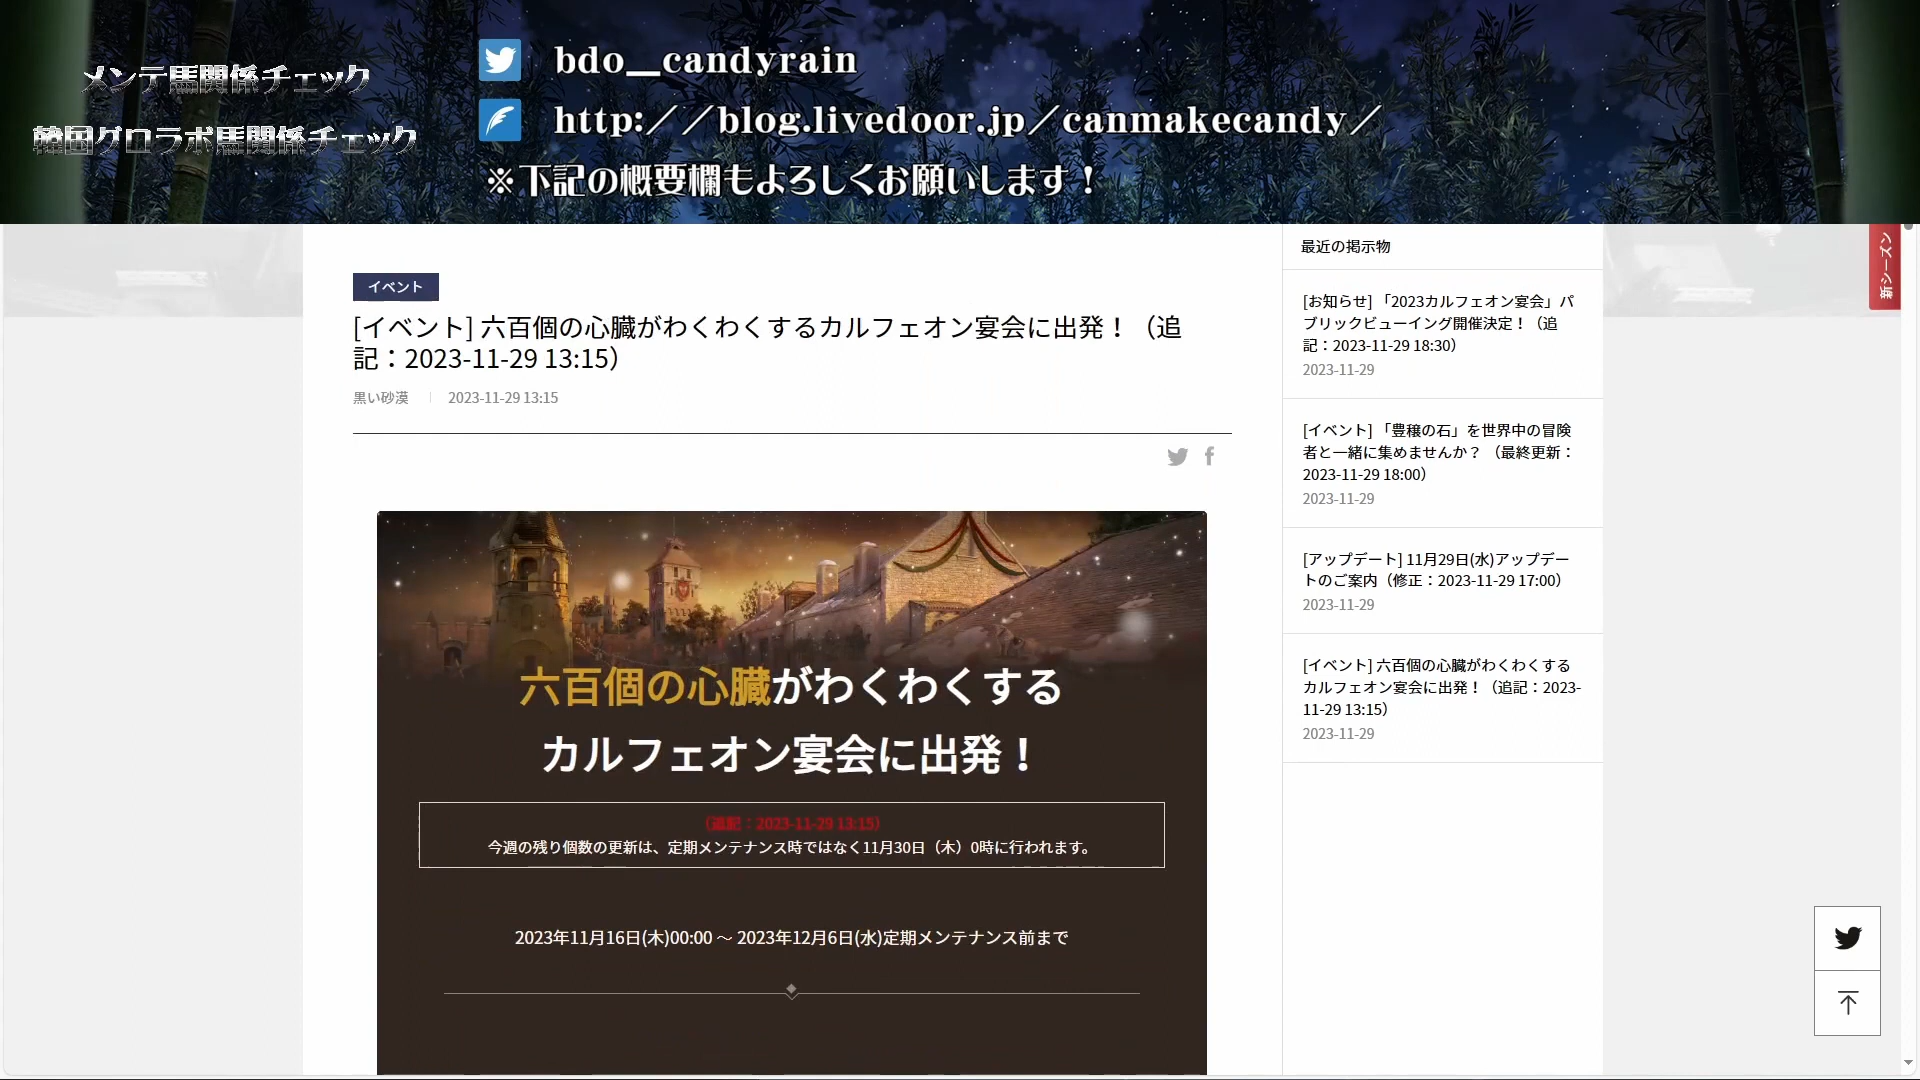 メンテ馬関係チェック
韓国グロラボ馬関係チェック
bdo__candyrain
http://blog.livedoor.jp/canmakecandy/
※下記の概要欄もよろしくお願いします！
イベント
[イベント] 六百個の心臓がわくわくするカルフェオン宴会に出発！（追
記：2023-11-29 13:15）
黒い砂漠
2023-11-29 13:15
六百個の心臓がわくわくする
カルフェオン宴会に出発！
（追記：2023-11-29 13:15）
今週の残り個数の更新は、定期メンテナンス時ではなく11月30日（木）0時に行われます。
2023年11月16日(木)00:00 ～ 2023年12月6日(水)定期メンテナンス前まで
最近の掲示物
[お知らせ] 「2023カルフェオン宴会」パ
ブリックビューイング開催決定！（追
記：2023-11-29 18:30）
2023-11-29
[イベント] 「豊穣の石」を世界中の冒険
者と一緒に集めませんか？ （最終更新：
2023-11-29 18:00）
2023-11-29
[アップデート] 11月29日(水)アップデー
トのご案内（修正：2023-11-29 17:00）
2023-11-29
[イベント] 六百個の心臓がわくわくする
カルフェオン宴会に出発！（追記：2023-
11-29 13:15）
2023-11-29
新シーズン